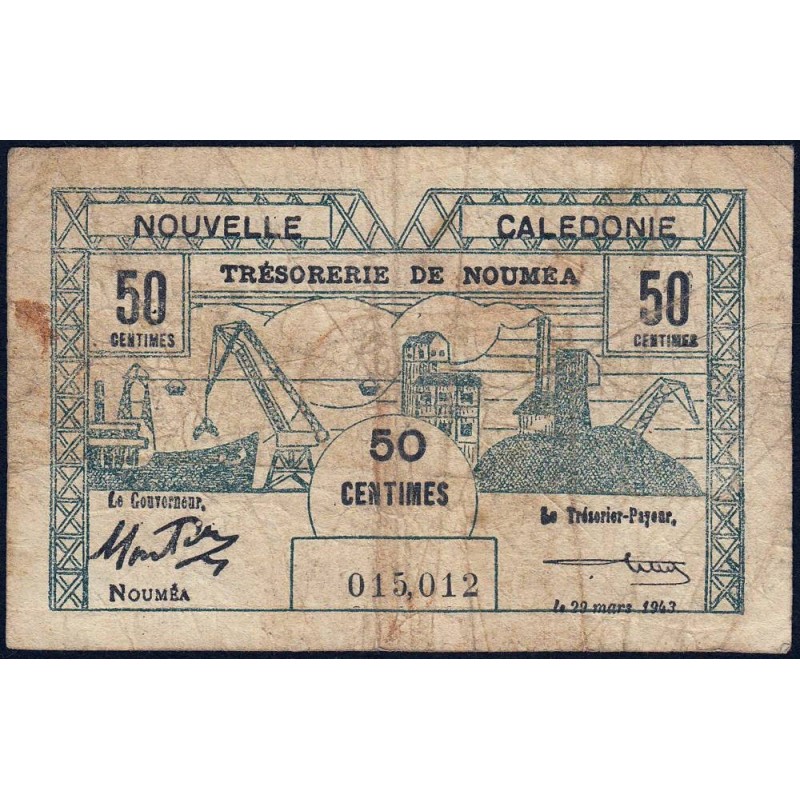 NOUVELLE CALEDONIE
TRÉSORERIE DE NOUMÉA
50 CENTIMES
50 CENTIMES
50
CENTIMES
Le Gouverneur,
Le Trésorier-Payeur,
NOUMÉA
015,012
le 29 mars 1943